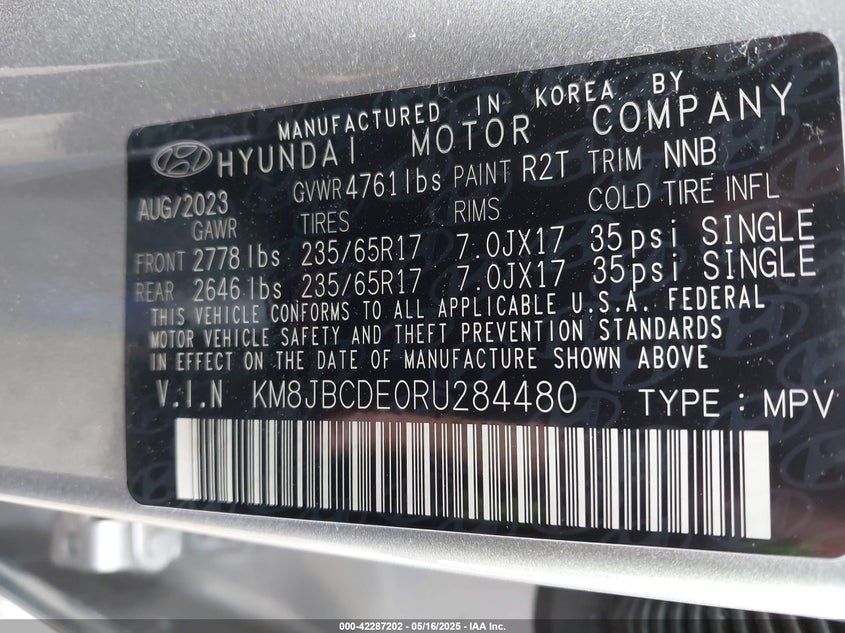 MANUFACTURED IN KOREA BY
HYUNDAI MOTOR COMPANY
AUG/2023 GVWR 4761lbs PAINT R2T TRIM NNB
GAWR TIRES RIMS COLD TIRE INFL
FRONT 2778 lbs 235/65R17 7.0JX17 35psi SINGLE
REAR 2646 lbs 235/65R17 7.0JX17 35psi SINGLE
THIS VEHICLE CONFORMS TO ALL APPLICABLE U.S.A. FEDERAL
MOTOR VEHICLE SAFETY AND THEFT PREVENTION STANDARDS
IN EFFECT ON THE DATE OF MANUFACTURE SHOWN ABOVE
V.I.N KM8JBCDE0RU284480 TYPE : MPV
000-42287202 - 05/16/2025 - IAA Inc.